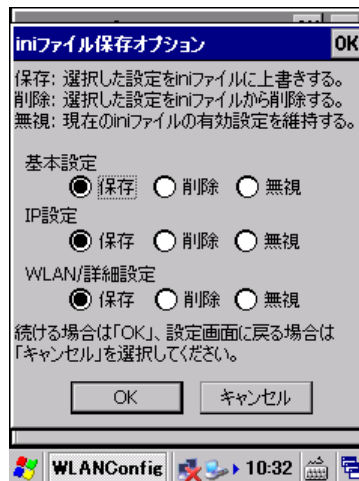 iniファイル保存オプション OK
保存: 選択した設定をiniファイルに上書きする。
削除: 選択した設定をiniファイルから削除する。
無視: 現在のiniファイルの有効設定を維持する。
基本設定
保存 削除 無視
IP設定
保存 削除 無視
WLAN/詳細設定
保存 削除 無視
続ける場合は「OK」、設定画面に戻る場合は
「キャンセル」を選択してください。
OK キャンセル
WLANConfig 10:32